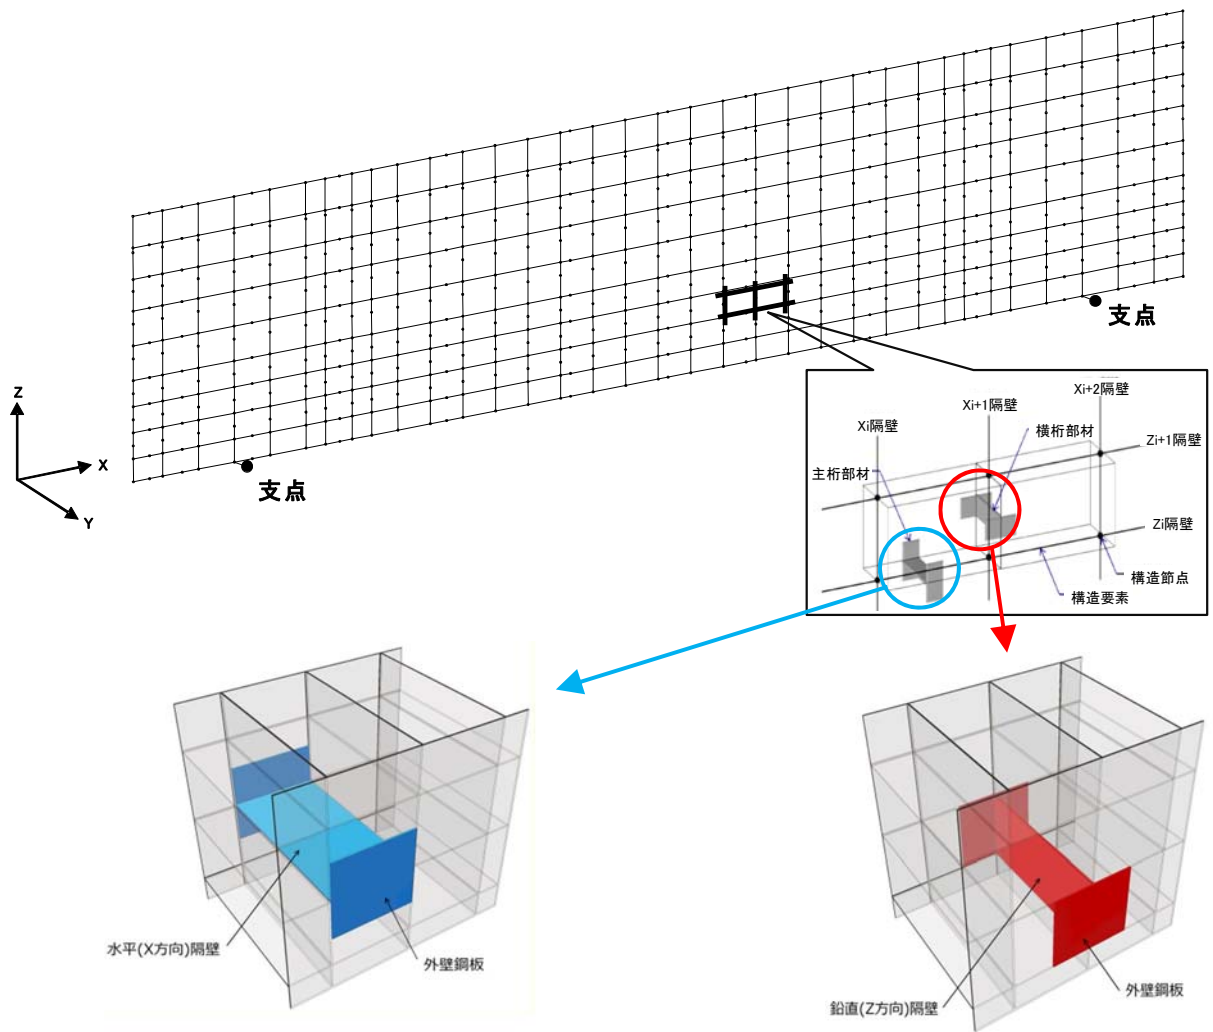 支点
Z
X
Y
支点
Xi+2隔壁
Xi+1隔壁
Xi隔壁
横桁部材
Zi+1隔壁
主桁部材
Zi隔壁
構造節点
構造要素
水平(X方向)隔壁
外壁鋼板
鉛直(Z方向)隔壁
外壁鋼板